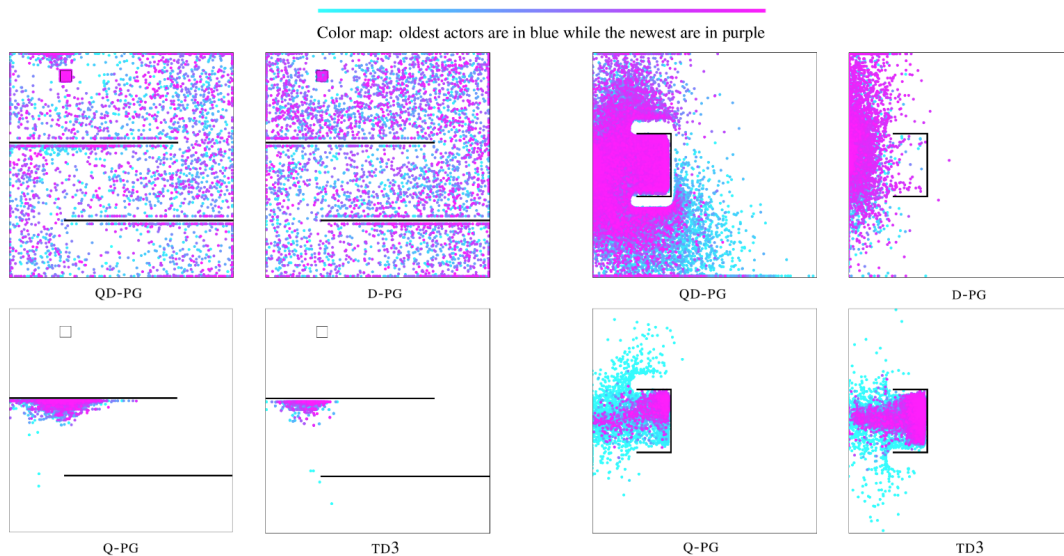 Color map: oldest actors are in blue while the newest are in purple
QD-PG
D-PG
QD-PG
D-PG
Q-PG
TD3
Q-PG
TD3